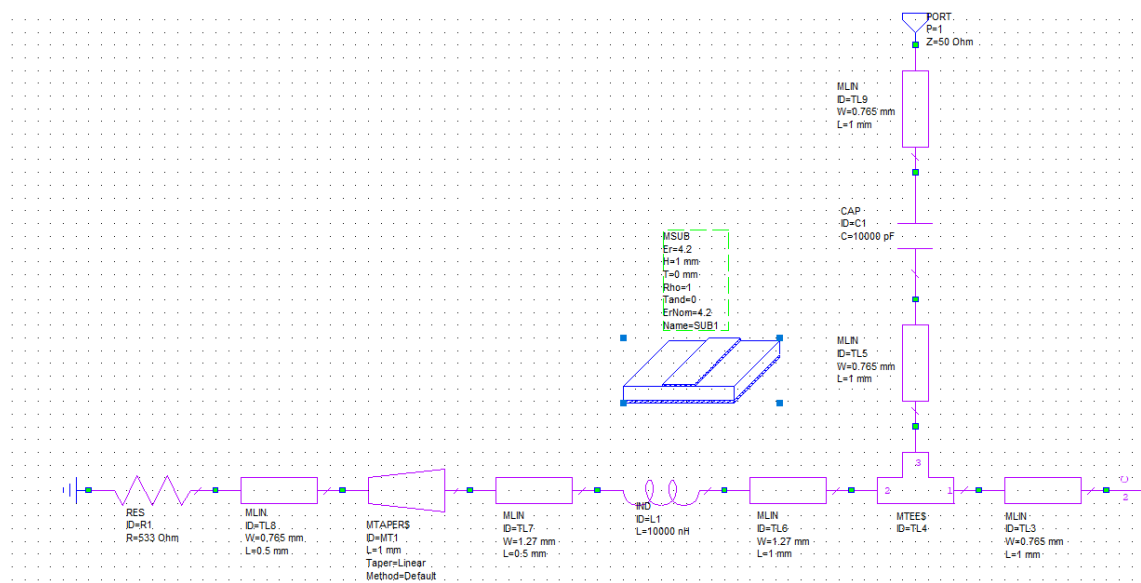 PORT
P=1
Z=50 Ohm
MLIN
ID=TL9
W=0.765 mm
L=1 mm
CAP
ID=C1
C=10000 pF
MSUB
Er=4.2
H=1 mm
T=0 mm
Rho=1
Tand=0
ErNom=4.2
Name=SUB1
MLIN
ID=TL5
W=0.765 mm
L=1 mm
3
2
1
2
RES
ID=R1
R=533 Ohm
MLIN
ID=TL8
W=0.765 mm
L=0.5 mm
MTAPER$
ID=MT1
L=1 mm
Taper=Linear
Method=Default
MLIN
ID=TL7
W=1.27 mm
L=0.5 mm
IND
ID=L1
L=10000 nH
MLIN
ID=TL6
W=1.27 mm
L=1 mm
MTEE$
ID=TL4
MLIN
ID=TL3
W=0.765 mm
L=1 mm